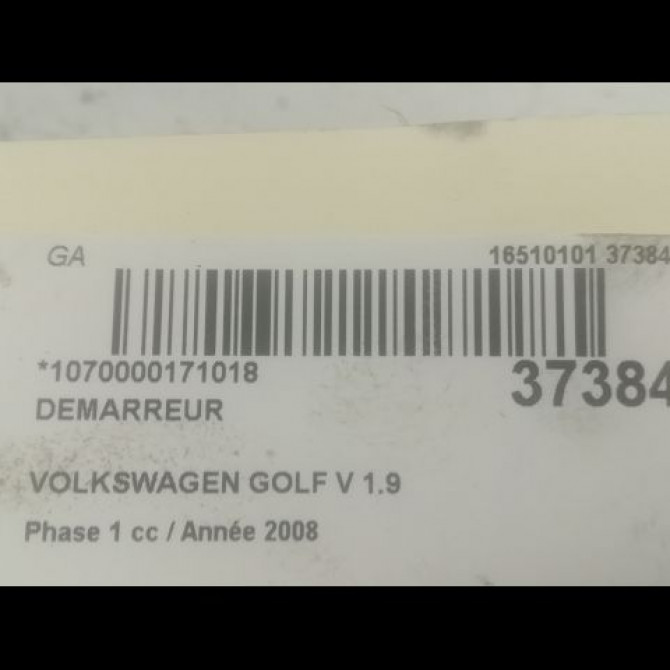 GA 16510101 37384
*1070000171018 37384
DEMARREUR
VOLKSWAGEN GOLF V 1.9
Phase 1 cc / Année 2008